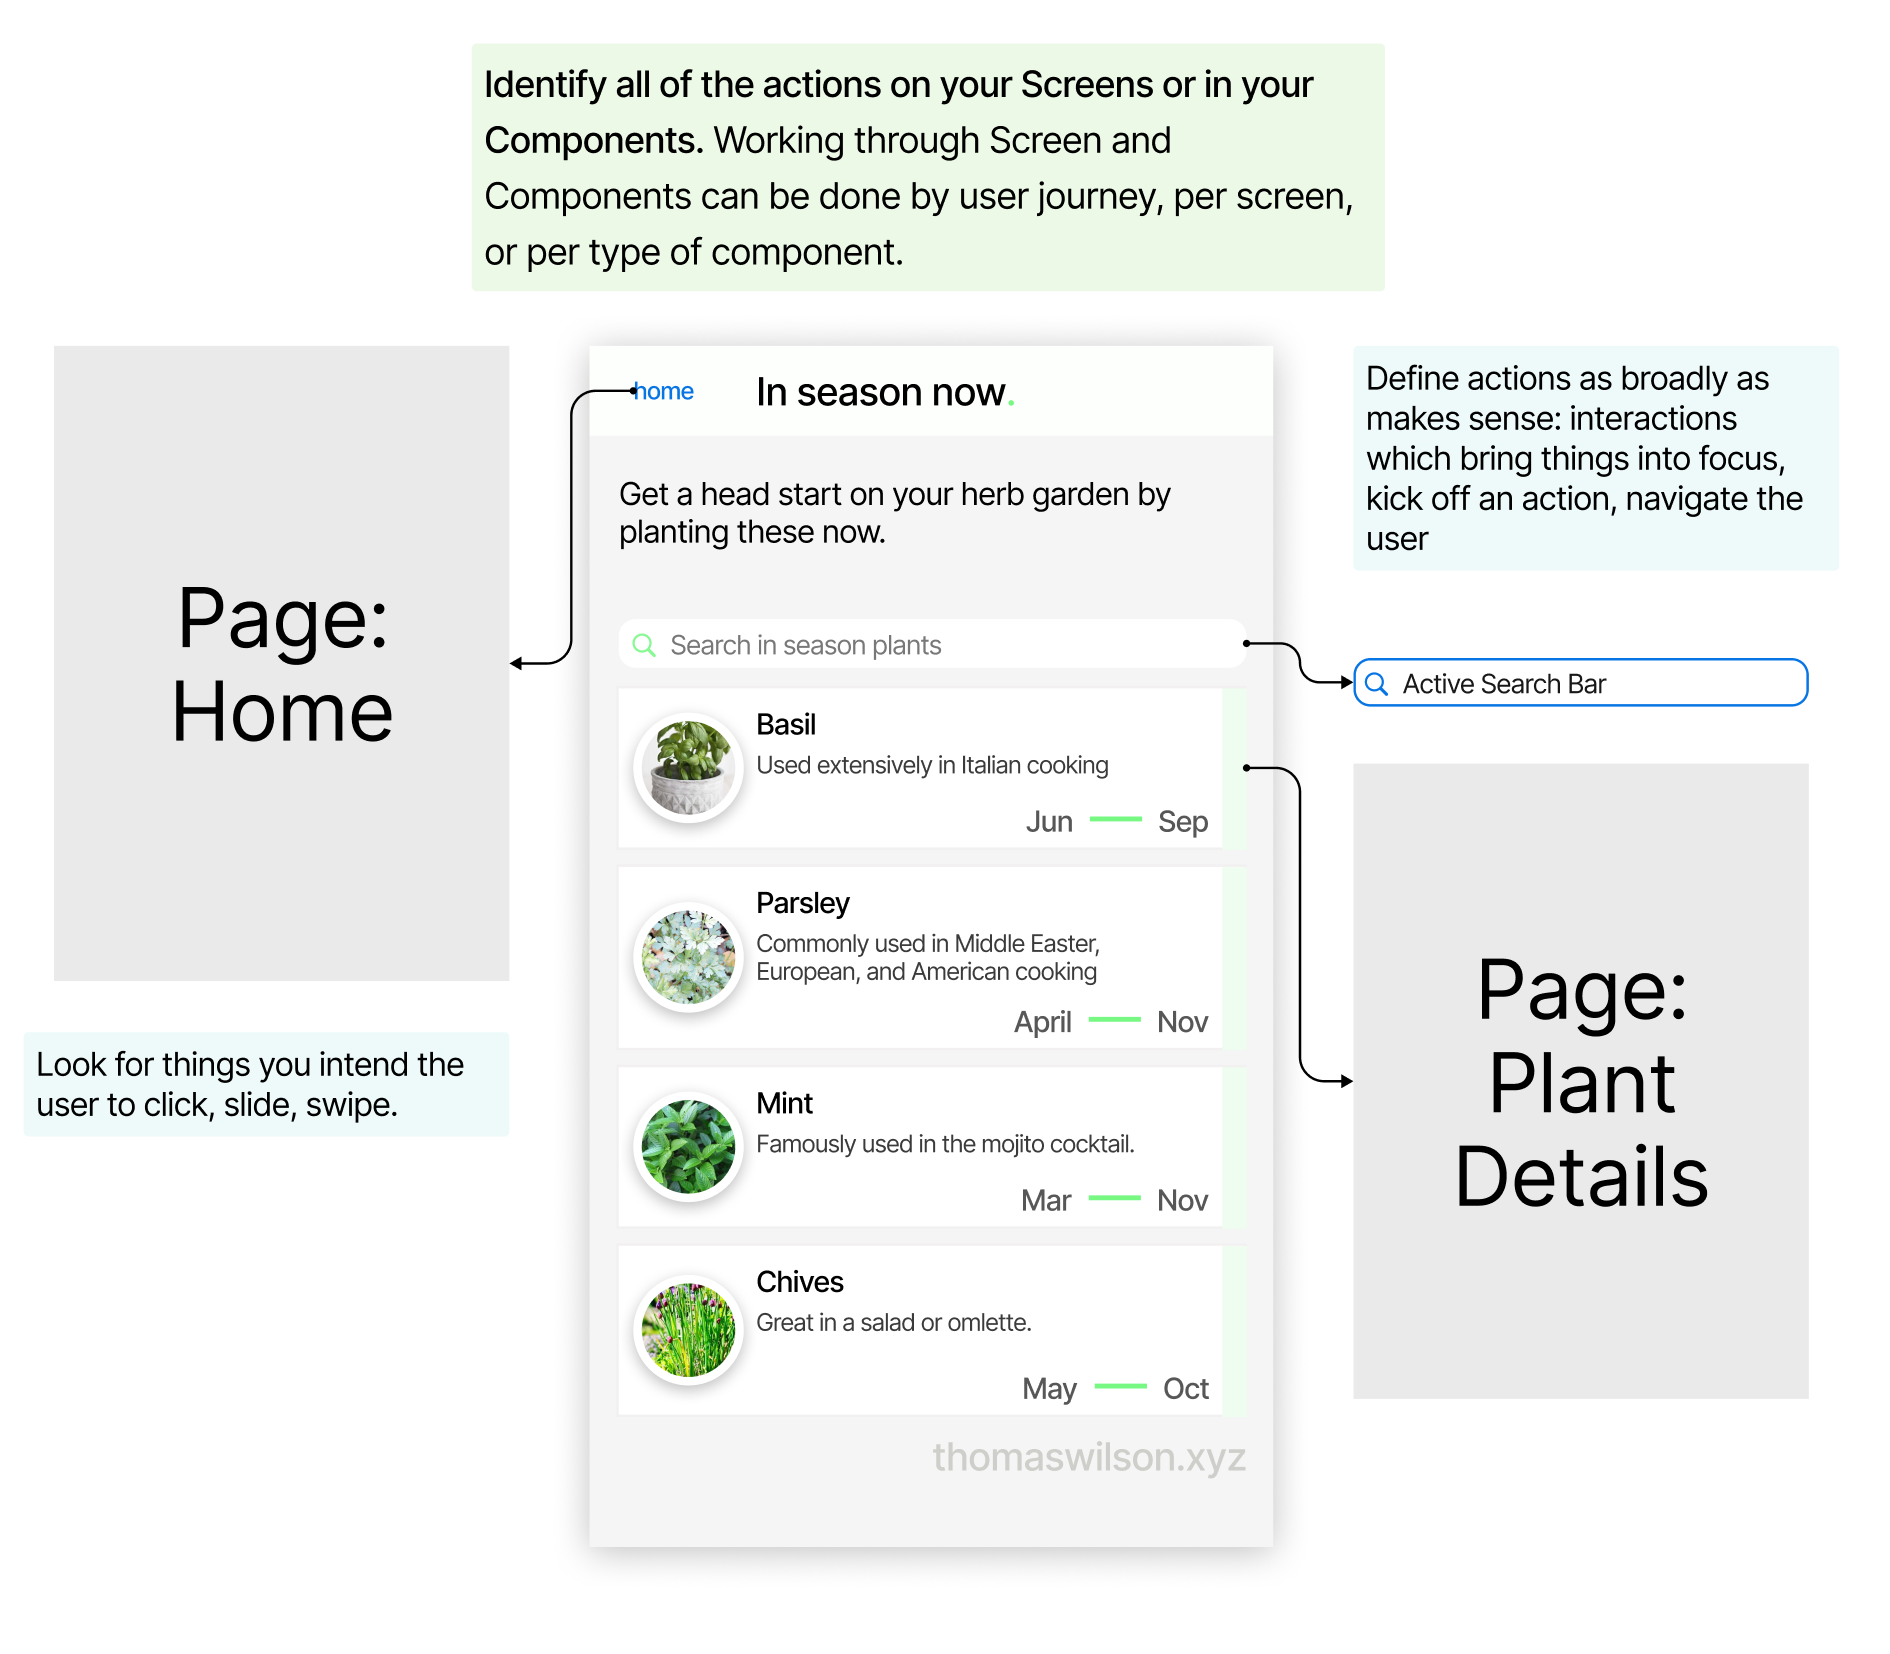 Identify all of the actions on your Screens or in your
Components. Working through Screen and
Components can be done by user journey, per screen,
or per type of component.
Page:
Home
Look for things you intend the
user to click, slide, swipe.
home
In season now.
Get a head start on your herb garden by
planting these now.
Search in season plants
Basil
Used extensively in Italian cooking
Jun
Sep
Parsley
Commonly used in Middle Easter,
European, and American cooking
April
Nov
Mint
Famously used in the mojito cocktail.
Mar
Nov
Chives
Great in a salad or omlette.
May
Oct
thomaswilson.xyz
Define actions as broadly as
makes sense: interactions
which bring things into focus,
kick off an action, navigate the
user
Active Search Bar
Page:
Plant
Details